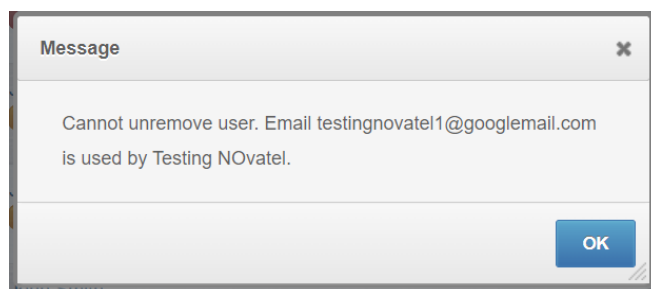 Message
Cannot unremove user. Email testingnovatel1@googlemail.com
is used by Testing NOvatel.
OK